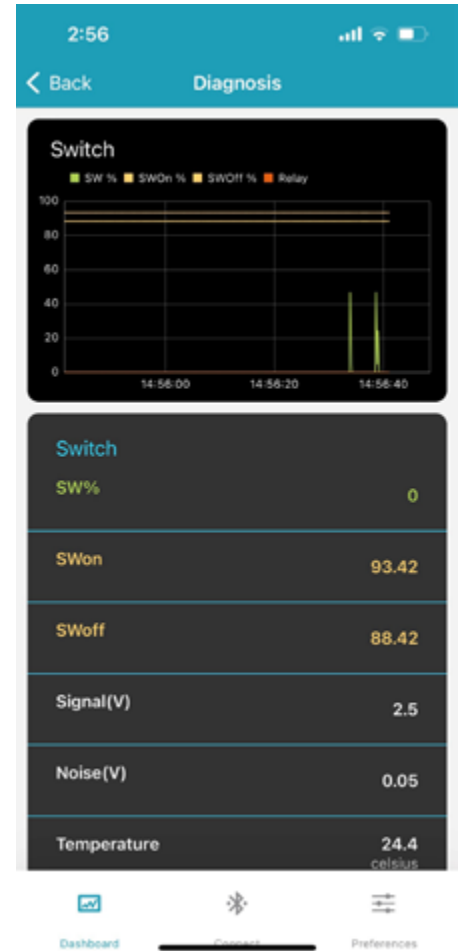 2:56
Back Diagnosis
Switch
SW % SWOn % SWOff % Relay
100
80
60
40
20
0
14:56:00 14:56:20 14:56:40
Switch
SW% 0
SWon 93.42
SWoff 88.42
Signal(V) 2.5
Noise(V) 0.05
Temperature 24.4
celsius
Dashboard Connect Preferences